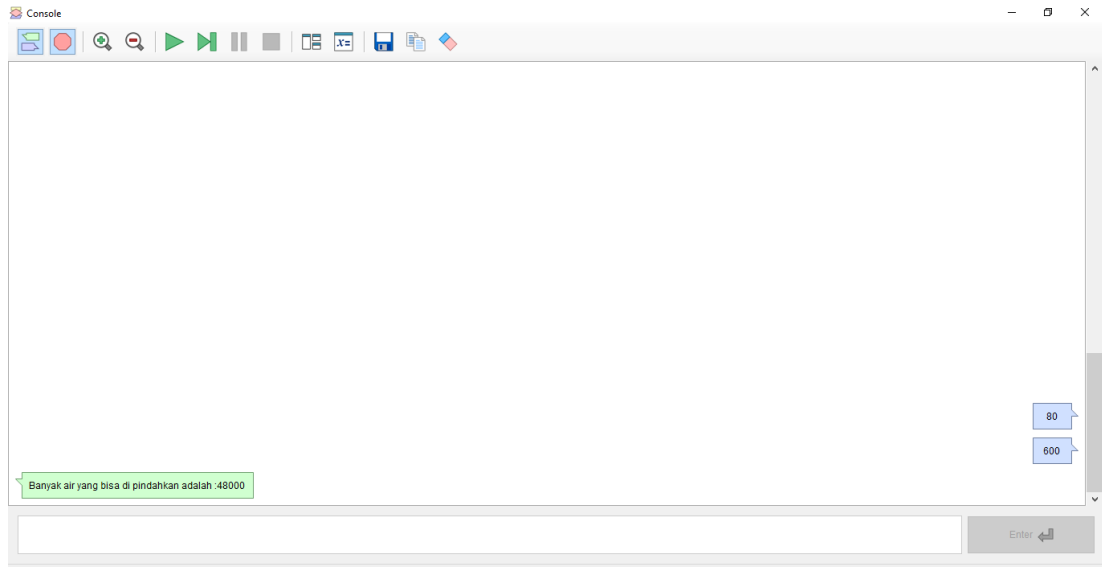 Console
x=
80
600
Banyak air yang bisa di pindahkan adalah :48000
Enter